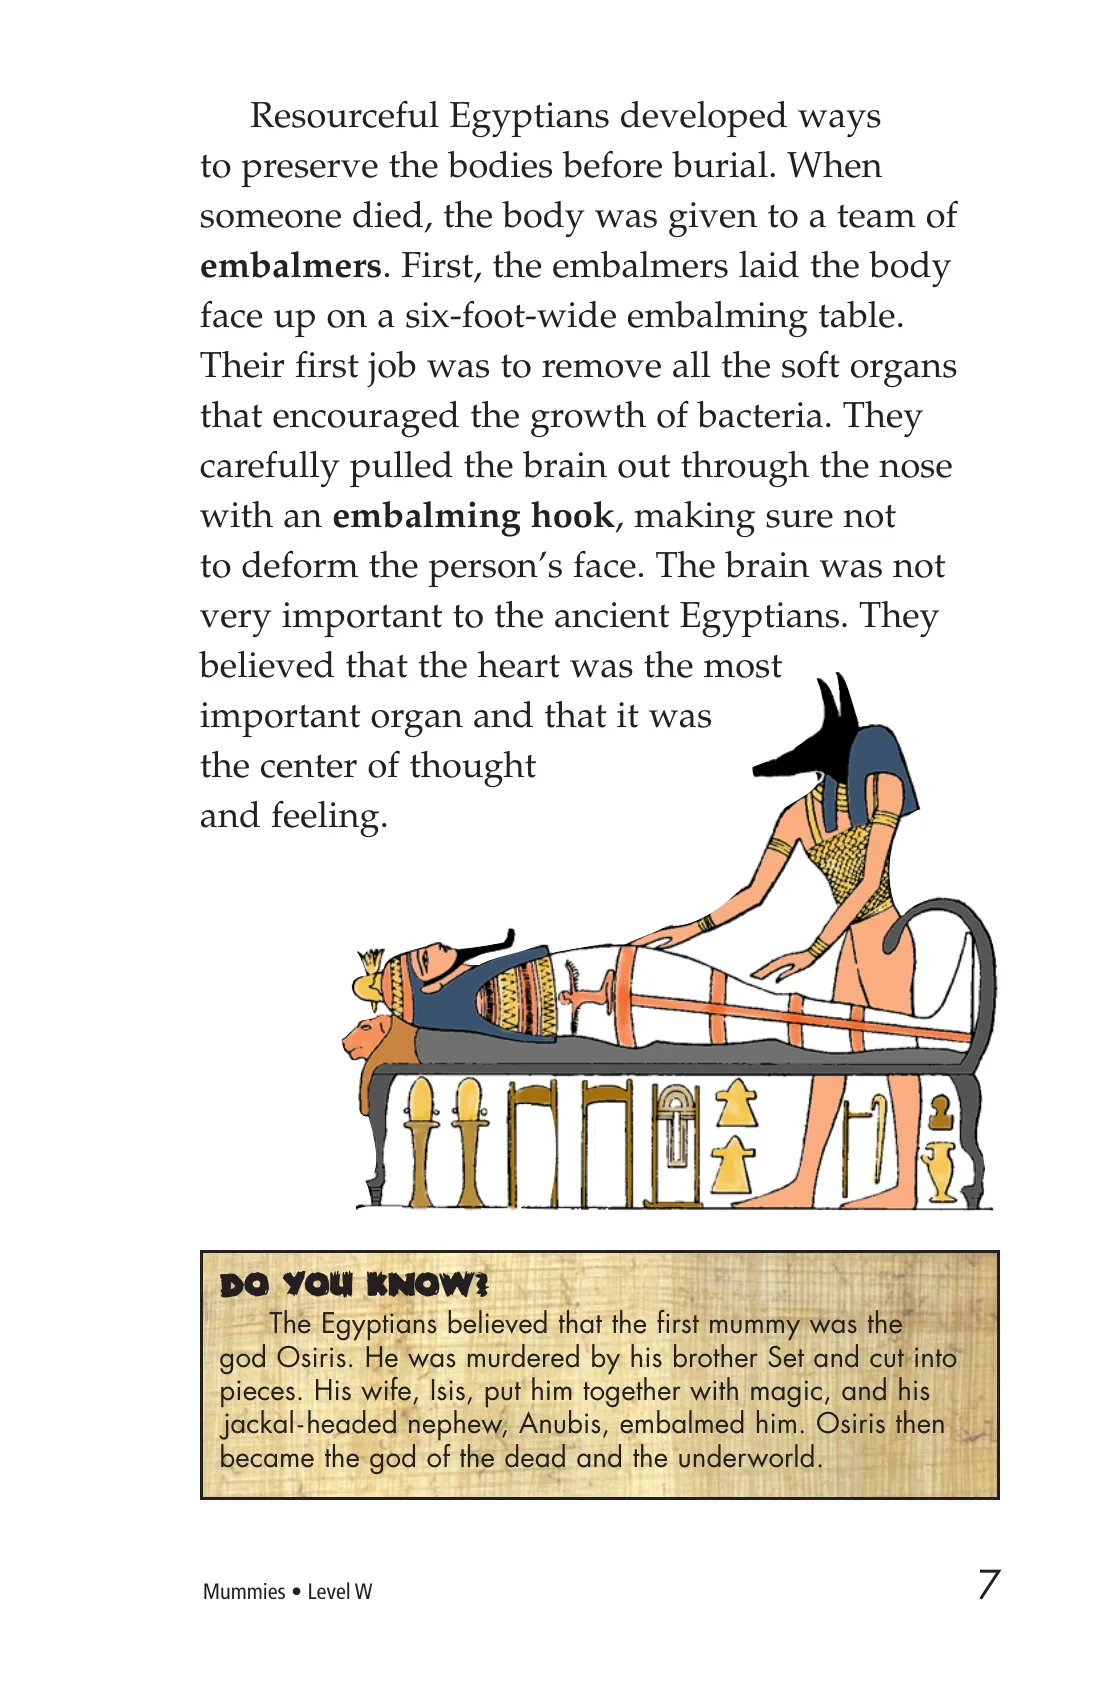 Resourceful Egyptians developed ways
to preserve the bodies before burial. When
someone died, the body was given to a team of
embalmers. First, the embalmers laid the body
face up on a six-foot-wide embalming table.
Their first job was to remove all the soft organs
that encouraged the growth of bacteria. They
carefully pulled the brain out through the nose
with an embalming hook, making sure not
to deform the person’s face. The brain was not
very important to the ancient Egyptians. They
believed that the heart was the most
important organ and that it was
the center of thought
and feeling.
DO YOU KNOW?
The Egyptians believed that the first mummy was the
god Osiris. He was murdered by his brother Set and cut into
pieces. His wife, Isis, put him together with magic, and his
jackal-headed nephew, Anubis, embalmed him. Osiris then
became the god of the dead and the underworld.
Mummies • Level W
7